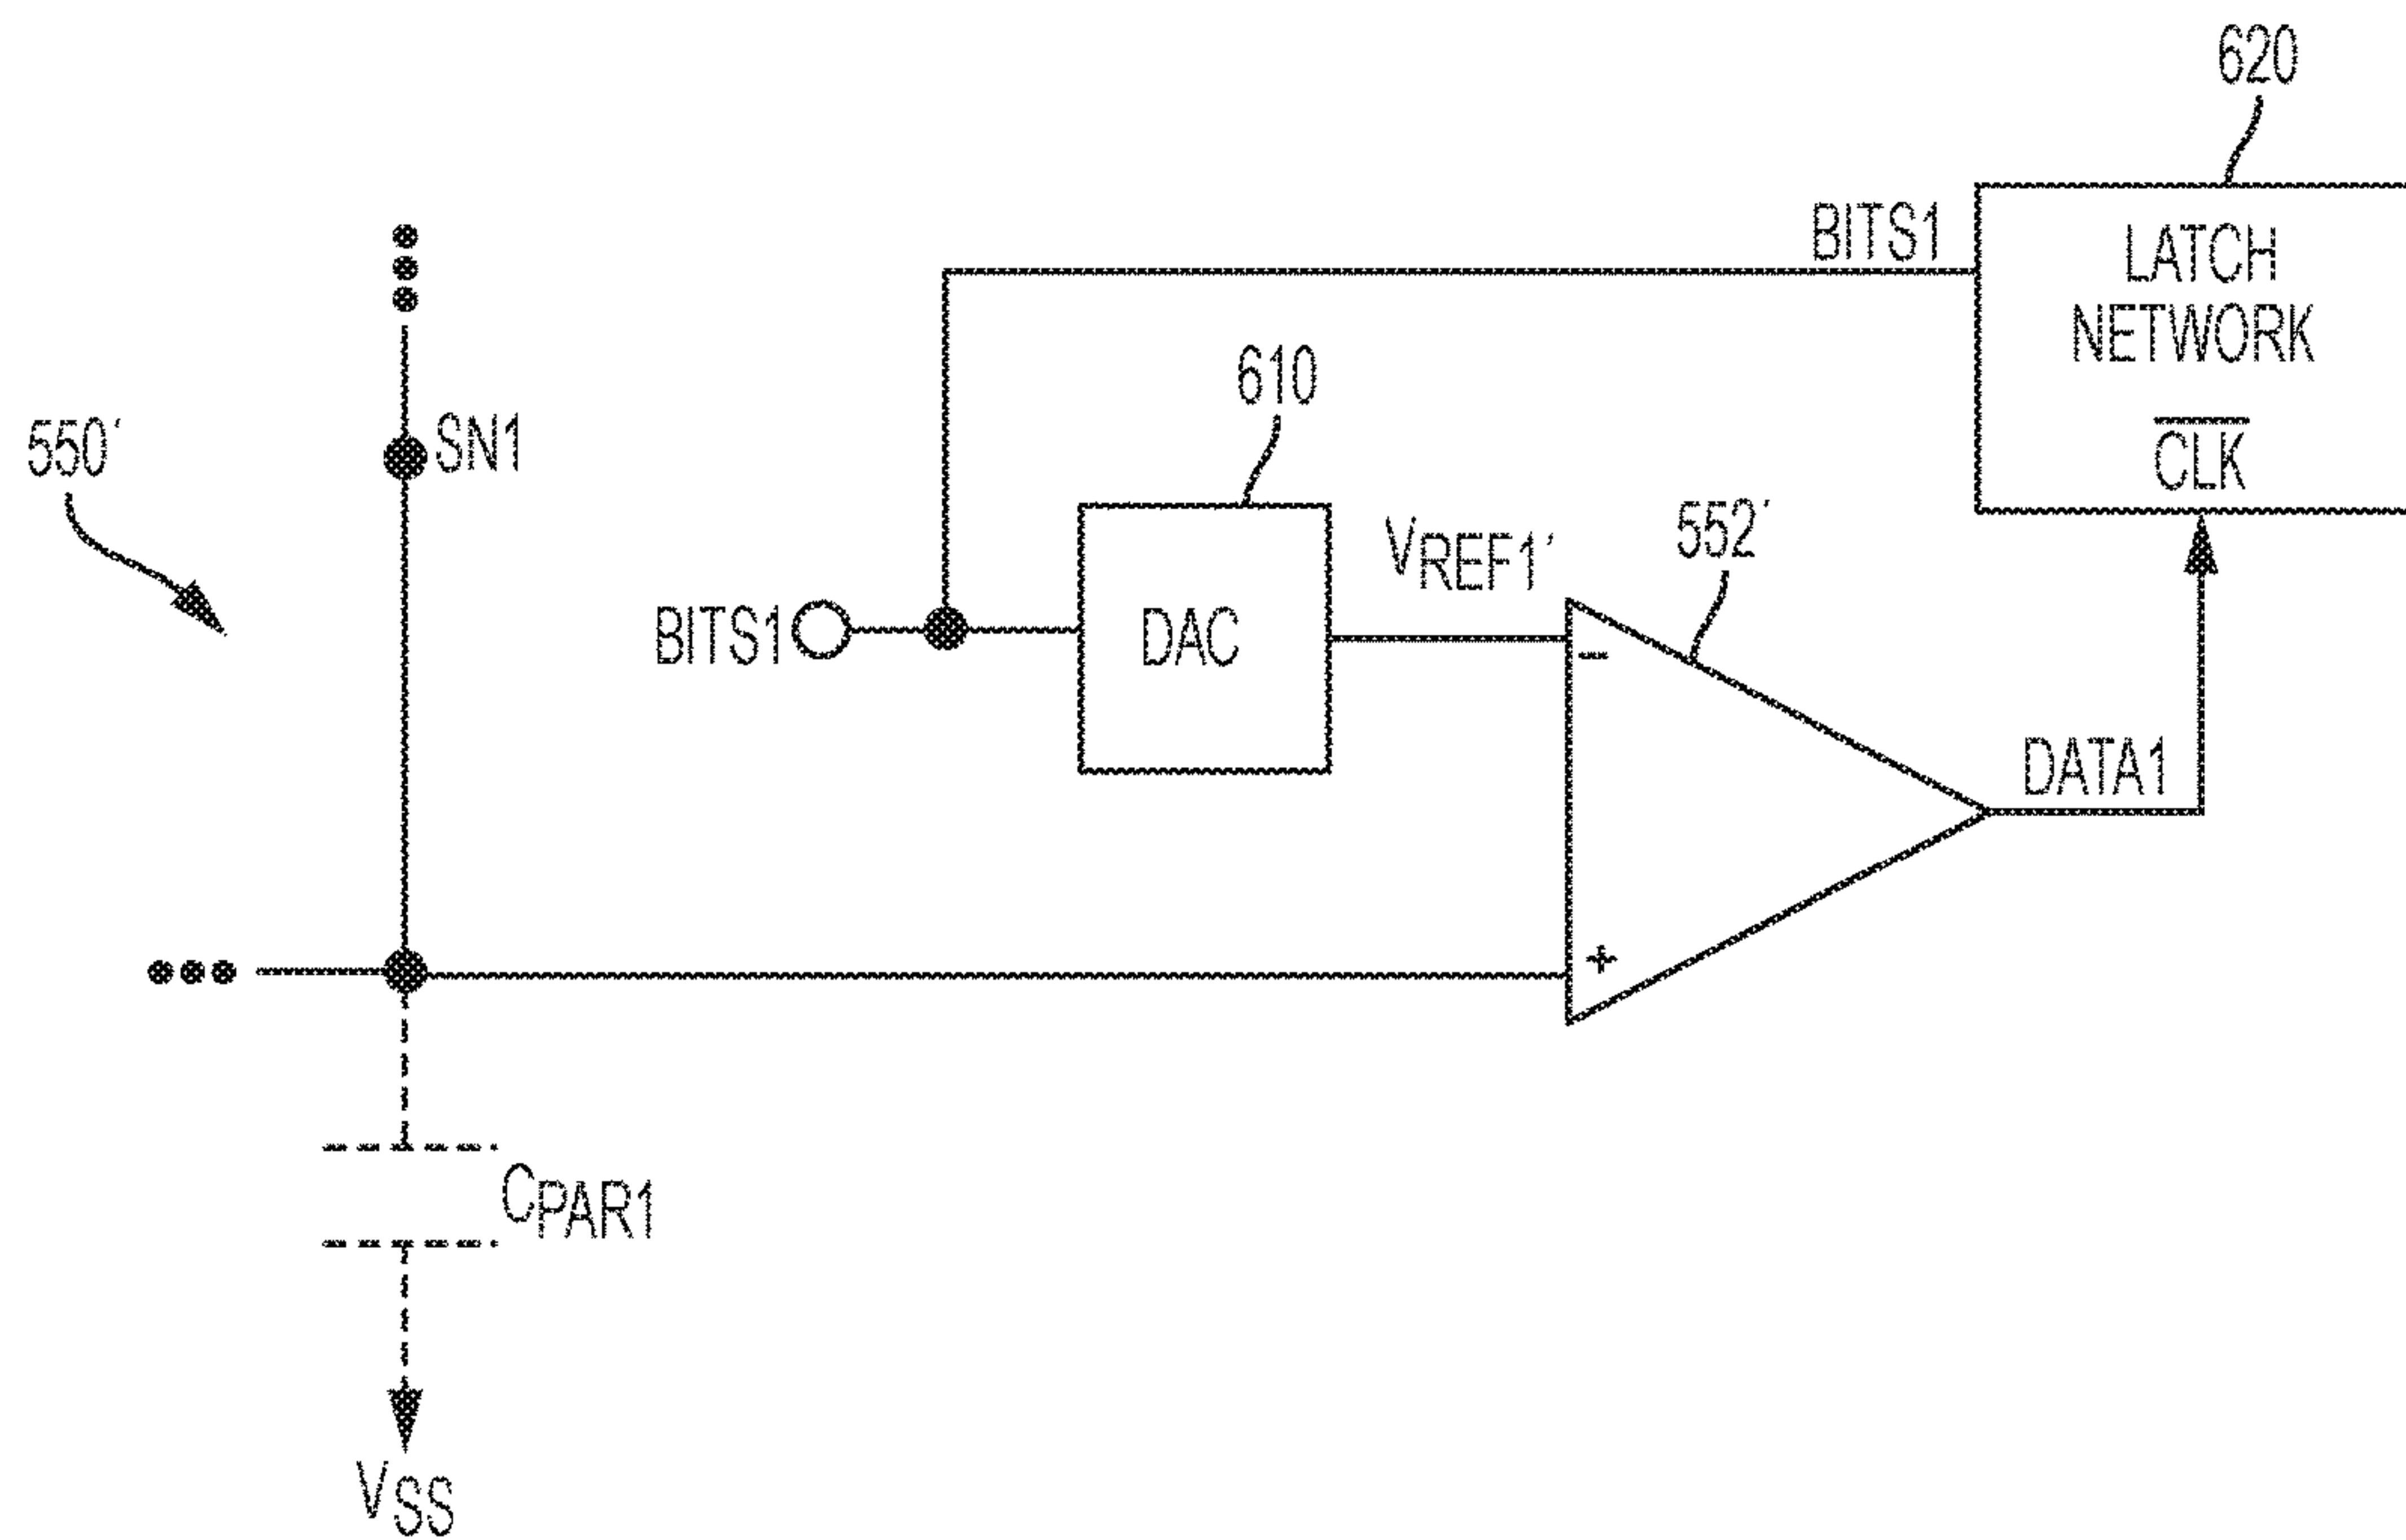 620
BITS1
LATCH
NETWORK
CLK
610
550′
SN1
VREF1′
552′
BITS1
DAC
−
DATA1
+
CPAR1
VSS